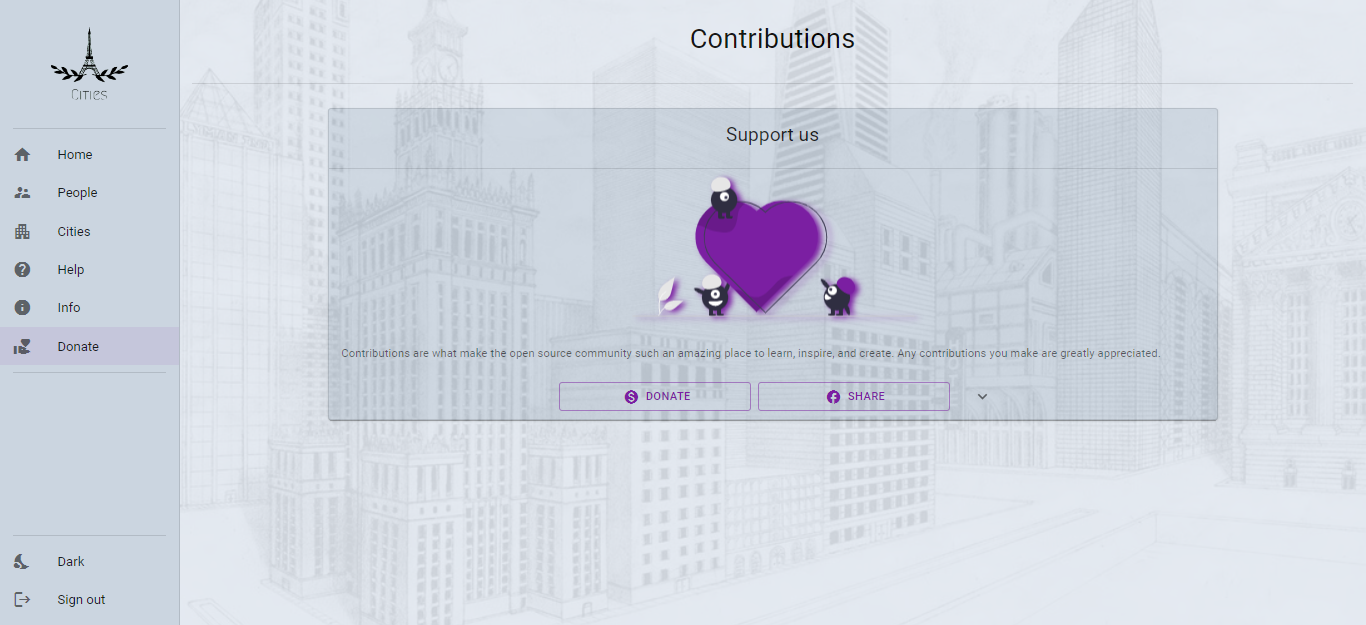 Cities
Home
People
Cities
Help
Info
Donate
Dark
Sign out
Contributions
Support us
Contributions are what make the open source community such an amazing place to learn, inspire, and create. Any contributions you make are greatly appreciated.
DONATE
SHARE